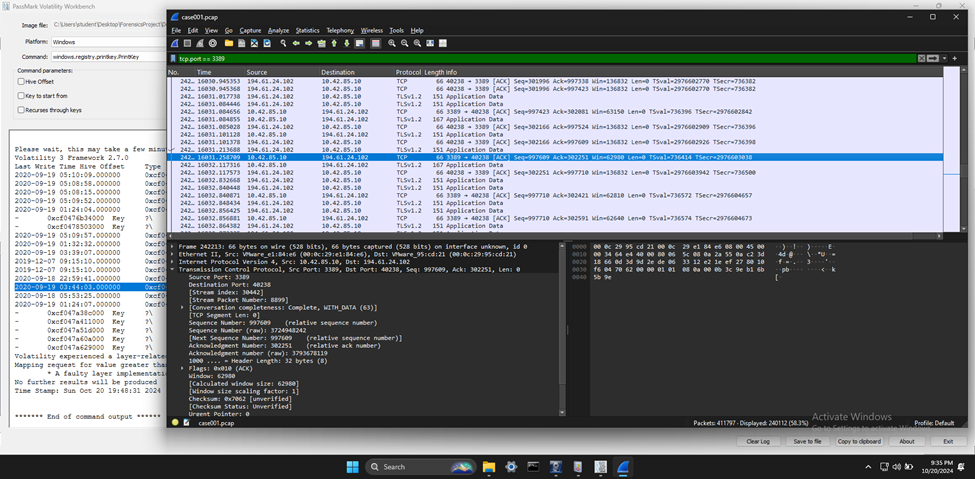 PassMark Volatility Workbench
Image file: C:\Users\student\Desktop\ForensicsProject\D
Platform: Windows
Command: windows.registry.printkey.PrintKey
Command parameters:
Hive Offset
Key to start from
Recurses through keys
Please wait, this may take a few minut
Volatility 3 Framework 2.7.0
Last Write Time Hive Offset Type
2020-09-19 05:10:09.000000 0xcf0
2020-09-19 05:08:58.000000 0xcf0
2020-09-19 05:08:15.000000 0xcf0
2020-09-19 05:09:52.000000 0xcf0
2020-09-19 01:24:04.000000 0xcf0
- 0xcf0476b34000 Key ?\
- 0xcf0478503000 Key ?\
2020-09-19 05:09:57.000000 0xcf0
2020-09-19 01:32:32.000000 0xcf0
2020-09-19 03:39:07.000000 0xcf0
2019-12-07 09:15:10.000000 0xcf0
2019-12-07 09:15:10.000000 0xcf0
2020-09-18 22:59:41.000000 0xcf0
2020-09-19 03:44:03.000000 0xcf0
2020-09-18 05:53:25.000000 0xcf0
2020-09-19 01:24:07.000000 0xcf0
- 0xcf047a38c000 Key ?\
- 0xcf047a411000 Key ?\
- 0xcf047a51d000 Key ?\
- 0xcf047a60a000 Key ?\
- 0xcf047a629000 Key ?\
Volatility experienced a layer-related
Mapping request for value greater than
* A faulty layer implementati
No further results will be produced
Time Stamp: Sun Oct 20 19:48:31 2024
******* End of command output ******
case001.pcap
File Edit View Go Capture Analyze Statistics Telephony Wireless Tools Help
tcp.port == 3389
No. Time Source Destination Protocol Length Info
242… 16030.945353 194.61.24.102 10.42.85.10 TCP 66 40238 → 3389 [ACK] Seq=301996 Ack=997338 Win=136832 Len=0 TSval=2976602770 TSecr=736382
242… 16030.945393 194.61.24.102 10.42.85.10 TCP 66 40238 → 3389 [ACK] Seq=301996 Ack=997423 Win=136832 Len=0 TSval=2976602770 TSecr=736382
242… 16031.017738 194.61.24.102 10.42.85.10 TLSv1.2 151 Application Data
242… 16031.084446 194.61.24.102 10.42.85.10 TLSv1.2 151 Application Data
242… 16031.084656 10.42.85.10 194.61.24.102 TCP 66 3389 → 40238 [ACK] Seq=997423 Ack=302081 Win=63150 Len=0 TSval=736396 TSecr=2976602842
242… 16031.084855 10.42.85.10 194.61.24.102 TLSv1.2 167 Application Data
242… 16031.085028 194.61.24.102 10.42.85.10 TCP 66 40238 → 3389 [ACK] Seq=302166 Ack=997524 Win=136832 Len=0 TSval=2976602909 TSecr=736396
242… 16031.101128 10.42.85.10 194.61.24.102 TLSv1.2 151 Application Data
242… 16031.101378 194.61.24.102 10.42.85.10 TCP 66 40238 → 3389 [ACK] Seq=302166 Ack=997609 Win=136832 Len=0 TSval=2976602926 TSecr=736398
242… 16031.213688 194.61.24.102 10.42.85.10 TLSv1.2 151 Application Data
242… 16031.258709 10.42.85.10 194.61.24.102 TCP 66 3389 → 40238 [ACK] Seq=997609 Ack=302251 Win=62980 Len=0 TSval=736414 TSecr=2976603038
242… 16032.117316 10.42.85.10 194.61.24.102 TLSv1.2 167 Application Data
242… 16032.117573 194.61.24.102 10.42.85.10 TCP 66 40238 → 3389 [ACK] Seq=302251 Ack=997710 Win=136832 Len=0 TSval=2976603942 TSecr=736500
242… 16032.832668 194.61.24.102 10.42.85.10 TLSv1.2 151 Application Data
242… 16032.840448 194.61.24.102 10.42.85.10 TLSv1.2 151 Application Data
242… 16032.840871 10.42.85.10 194.61.24.102 TCP 66 3389 → 40238 [ACK] Seq=997710 Ack=302421 Win=62810 Len=0 TSval=736572 TSecr=2976604657
242… 16032.848655 194.61.24.102 10.42.85.10 TLSv1.2 151 Application Data
242… 16032.856425 194.61.24.102 10.42.85.10 TLSv1.2 151 Application Data
242… 16032.856881 10.42.85.10 194.61.24.102 TCP 66 3389 → 40238 [ACK] Seq=997710 Ack=302591 Win=62640 Len=0 TSval=736574 TSecr=2976604673
242… 16032.864382 194.61.24.102 10.42.85.10 TLSv1.2 151 Application Data
Frame 242213: 66 bytes on wire (528 bits), 66 bytes captured (528 bits) on interface unknown, id 0
Ethernet II, Src: VMware_e1:84:e6 (00:0c:29:e1:84:e6), Dst: VMware_95:cd:21 (00:0c:29:95:cd:21)
Internet Protocol Version 4, Src: 10.42.85.10, Dst: 194.61.24.102
Transmission Control Protocol, Src Port: 3389, Dst Port: 40238, Seq: 997609, Ack: 302251, Len: 0
Source Port: 3389
Destination Port: 40238
[Stream index: 30442]
[Stream Packet Number: 8899]
[Conversation completeness: Complete, WITH_DATA (63)]
[TCP Segment Len: 0]
Sequence Number: 997609 (relative sequence number)
Sequence Number (raw): 3724948242
[Next Sequence Number: 997609 (relative sequence number)]
Acknowledgment Number: 302251 (relative ack number)
Acknowledgment number (raw): 3793678119
1000 .... = Header Length: 32 bytes (8)
Flags: 0x010 (ACK)
Window: 62980
[Calculated window size: 62980]
[Window size scaling factor: 1]
Checksum: 0x7062 [unverified]
[Checksum Status: Unverified]
Urgent Pointer: 0
0000 00 0c 29 95 cd 21 00 0c 29 e1 84 e6 08 00 45 00
0010 00 34 6e e4 40 00 80 06 5c 08 0a 2a 55 0a c2 3d
0020 18 66 0d 3d 9d 2e de 06 33 12 e2 1e ef 27 80 10
0030 f6 04 70 62 00 00 01 01 08 0a 00 0b 3c 9e b1 6b
0040 5b 9e
case001.pcap
Packets: 411797 · Displayed: 240112 (58.3%)
Profile: Default
Activate Windows
Go to Settings to activate Windows.
Clear Log Save to file Copy to clipboard About Exit
Search
9:35 PM
10/20/2024